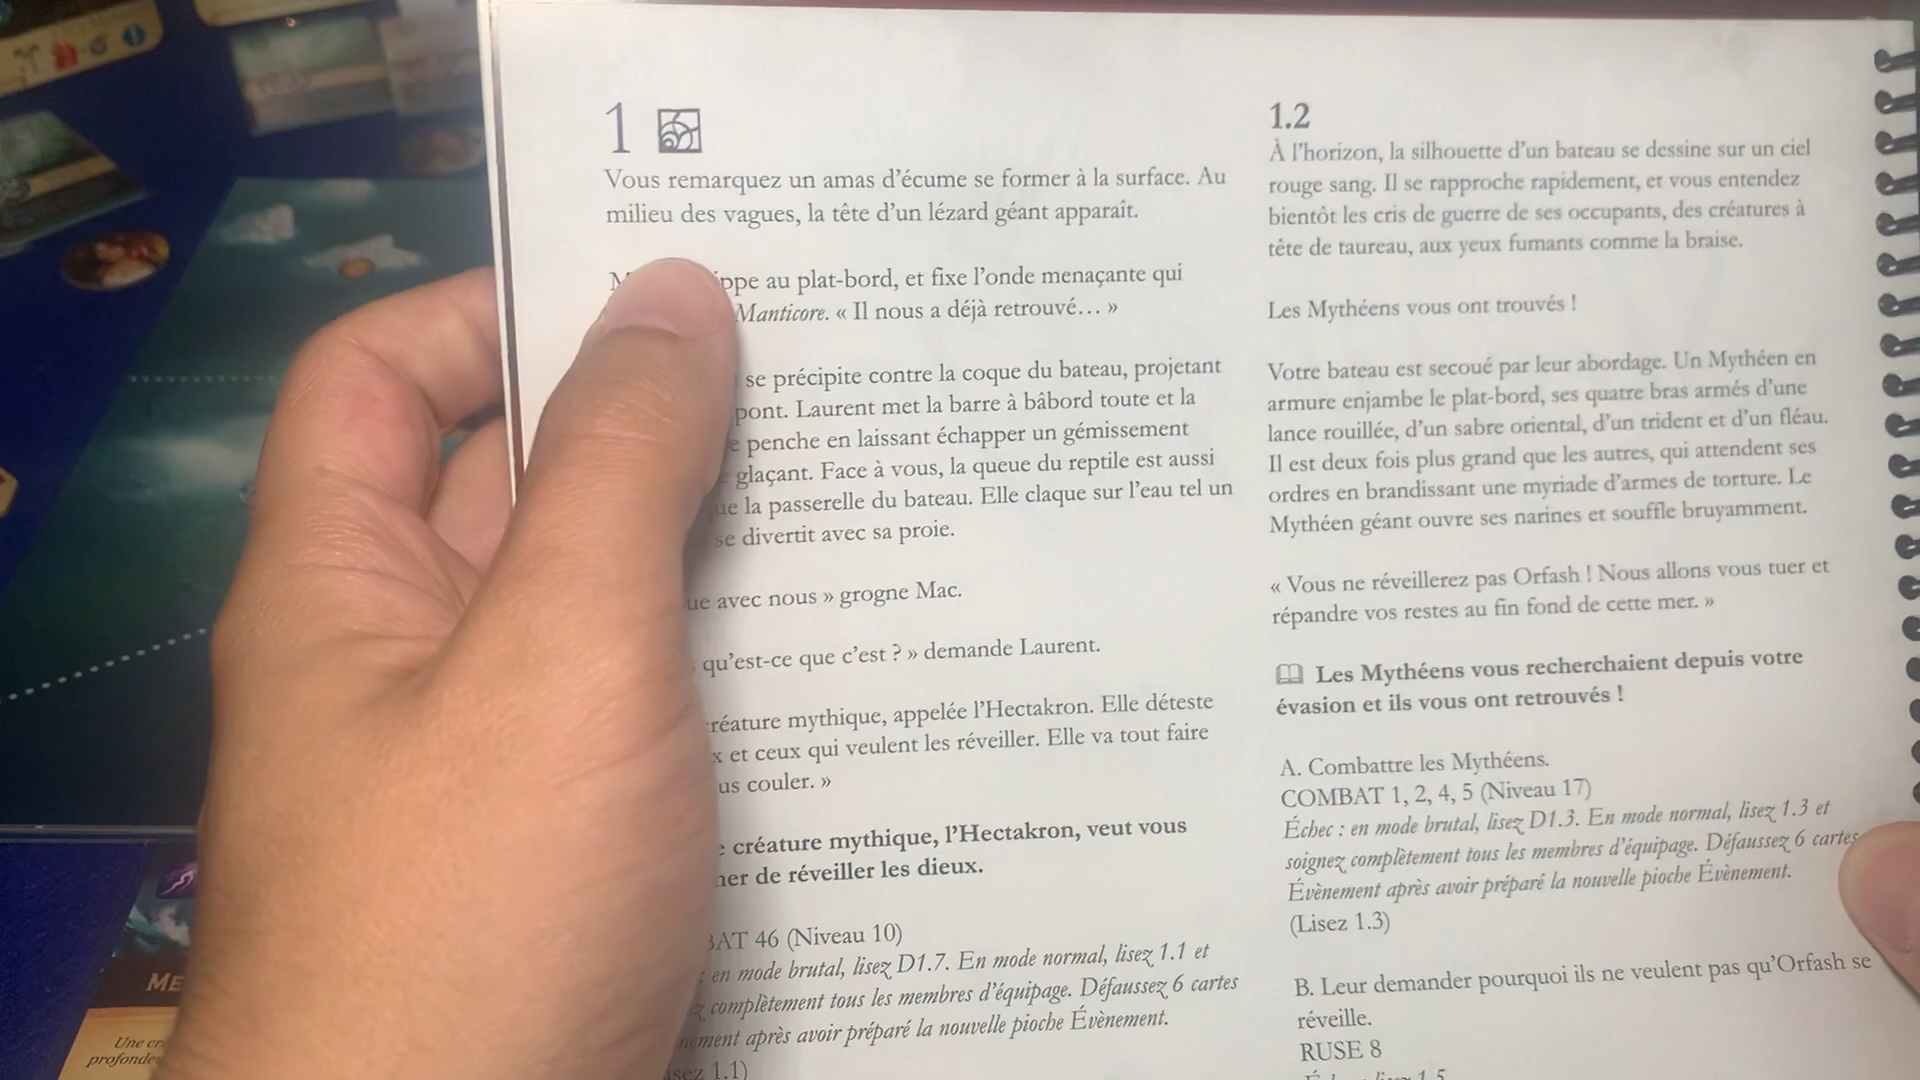 1
Vous remarquez un amas d'écume se former à la surface. Au
milieu des vagues, la tête d'un lézard géant apparaît.
au plat-bord, et fixe l'onde menaçante qui
Manticore. « Il nous a déjà retrouvé… »
se précipite contre la coque du bateau, projetant
pont. Laurent met la barre à bâbord toute et la
penche en laissant échapper un gémissement
glaçant. Face à vous, la queue du reptile est aussi
la passerelle du bateau. Elle claque sur l'eau tel un
se divertit avec sa proie.
avec nous » grogne Mac.
qu'est-ce que c'est ? » demande Laurent.
créature mythique, appelée l'Hectakron. Elle déteste
et ceux qui veulent les réveiller. Elle va tout faire
couler. »
créature mythique, l'Hectakron, veut vous
de réveiller les dieux.
46 (Niveau 10)
: en mode brutal, lisez D1.7. En mode normal, lisez 1.1 et
complètement tous les membres d'équipage. Défaussez 6 cartes
après avoir préparé la nouvelle pioche Évènement.
1.1)
1.2
À l'horizon, la silhouette d'un bateau se dessine sur un ciel
rouge sang. Il se rapproche rapidement, et vous entendez
bientôt les cris de guerre de ses occupants, des créatures à
tête de taureau, aux yeux fumants comme la braise.
Les Mythéens vous ont trouvés !
Votre bateau est secoué par leur abordage. Un Mythéen en
armure enjambe le plat-bord, ses quatre bras armés d'une
lance rouillée, d'un sabre oriental, d'un trident et d'un fléau.
Il est deux fois plus grand que les autres, qui attendent ses
ordres en brandissant une myriade d'armes de torture. Le
Mythéen géant ouvre ses narines et souffle bruyamment.
« Vous ne réveillerez pas Orfash ! Nous allons vous tuer et
répandre vos restes au fin fond de cette mer. »
Les Mythéens vous recherchaient depuis votre
évasion et ils vous ont retrouvés !
A. Combattre les Mythéens.
COMBAT 1, 2, 4, 5 (Niveau 17)
Échec : en mode brutal, lisez D1.3. En mode normal, lisez 1.3 et
soignez complètement tous les membres d'équipage. Défaussez 6 cartes
Évènement après avoir préparé la nouvelle pioche Évènement.
(Lisez 1.3)
B. Leur demander pourquoi ils ne veulent pas qu'Orfash se
réveille.
RUSE 8
Une